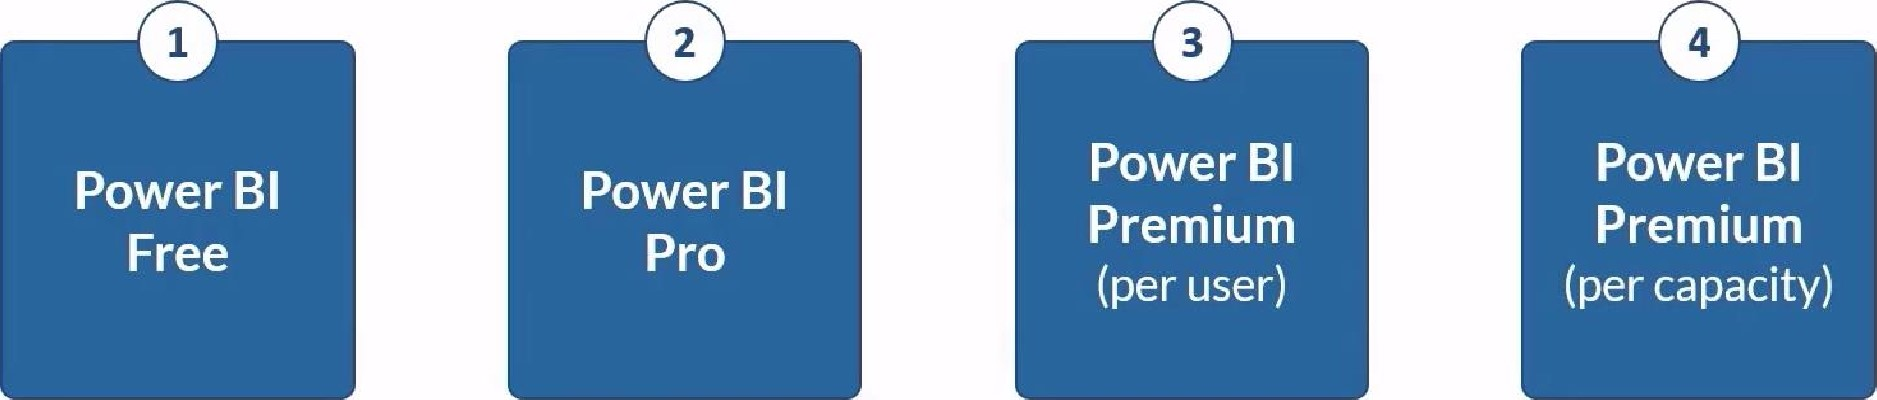 1
Power BI
Free
2
Power BI
Pro
3
Power BI
Premium
(per user)
4
Power BI
Premium
(per capacity)